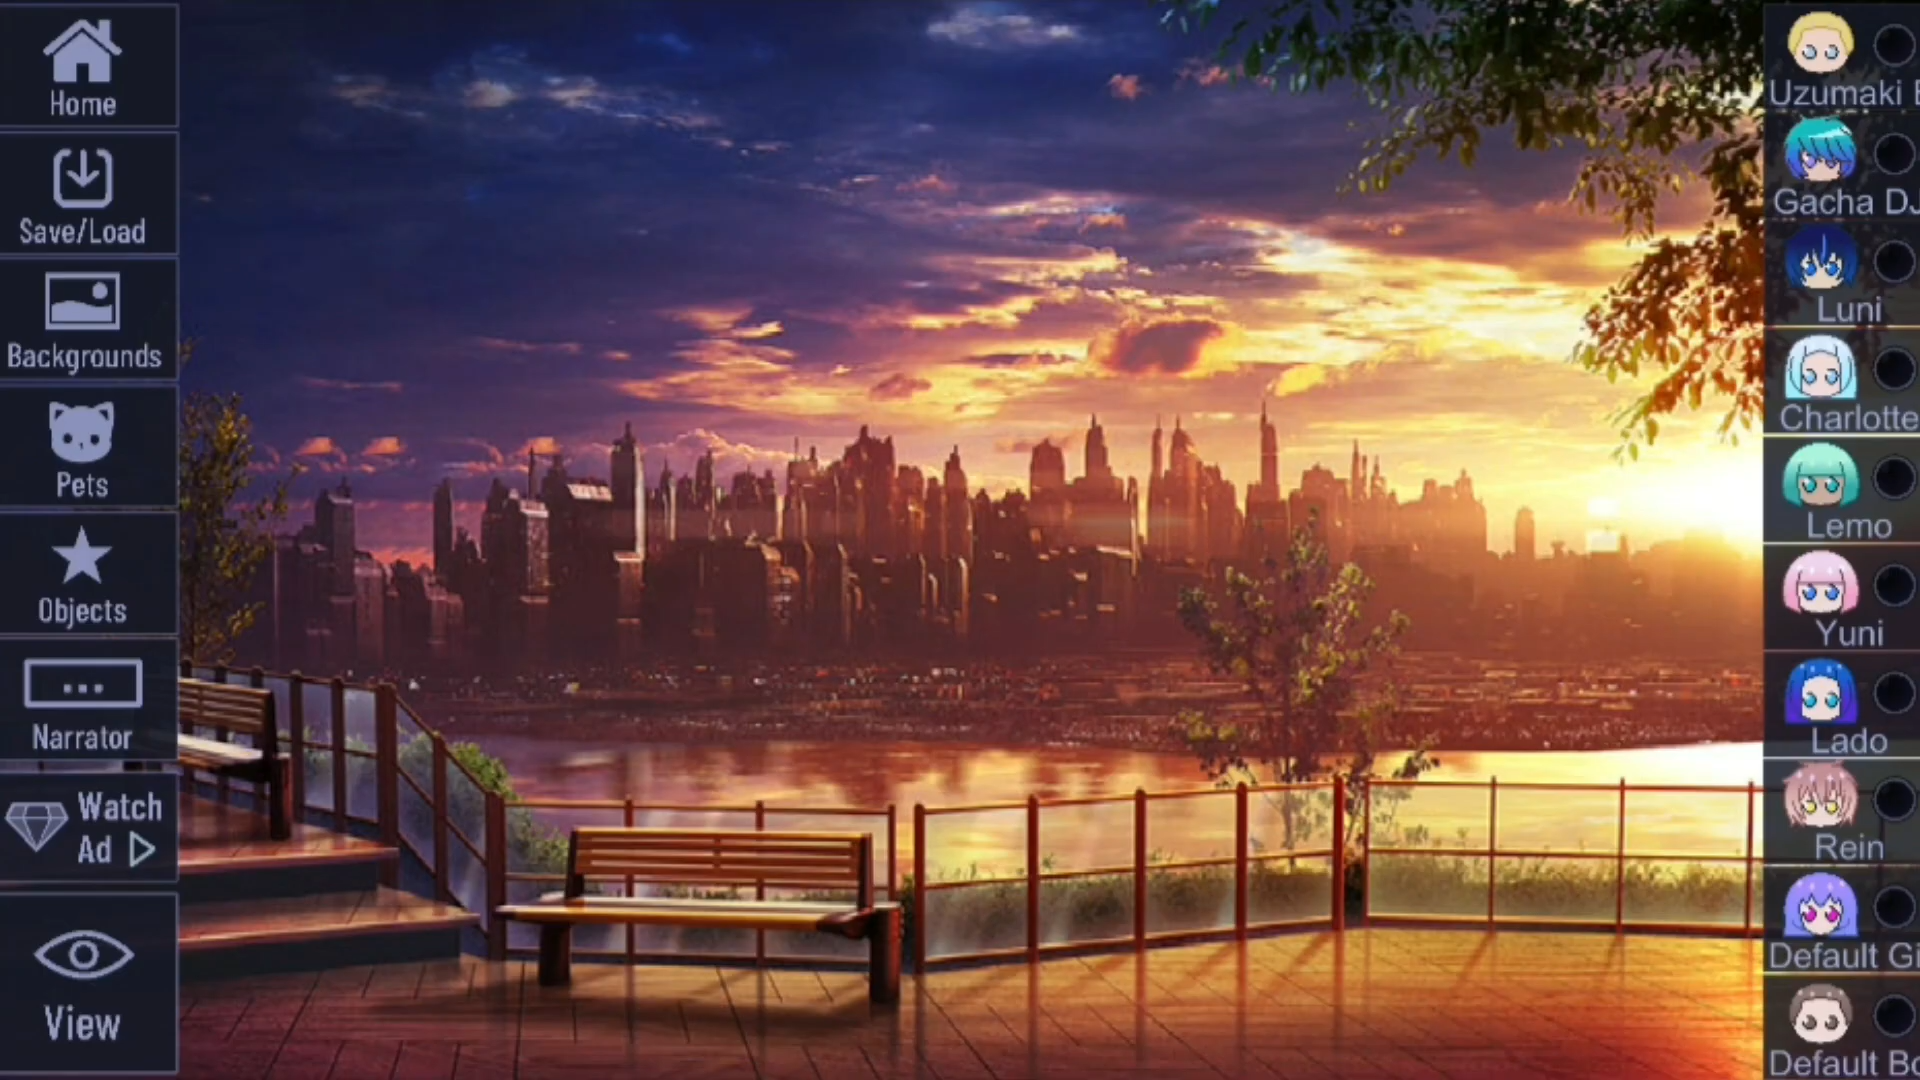 Home
Save/Load
Backgrounds
Pets
Objects
Narrator
Watch
Ad
View
Uzumaki
Gacha DJ
Luni
Charlotte
Lemo
Yuni
Lado
Rein
Default
Default